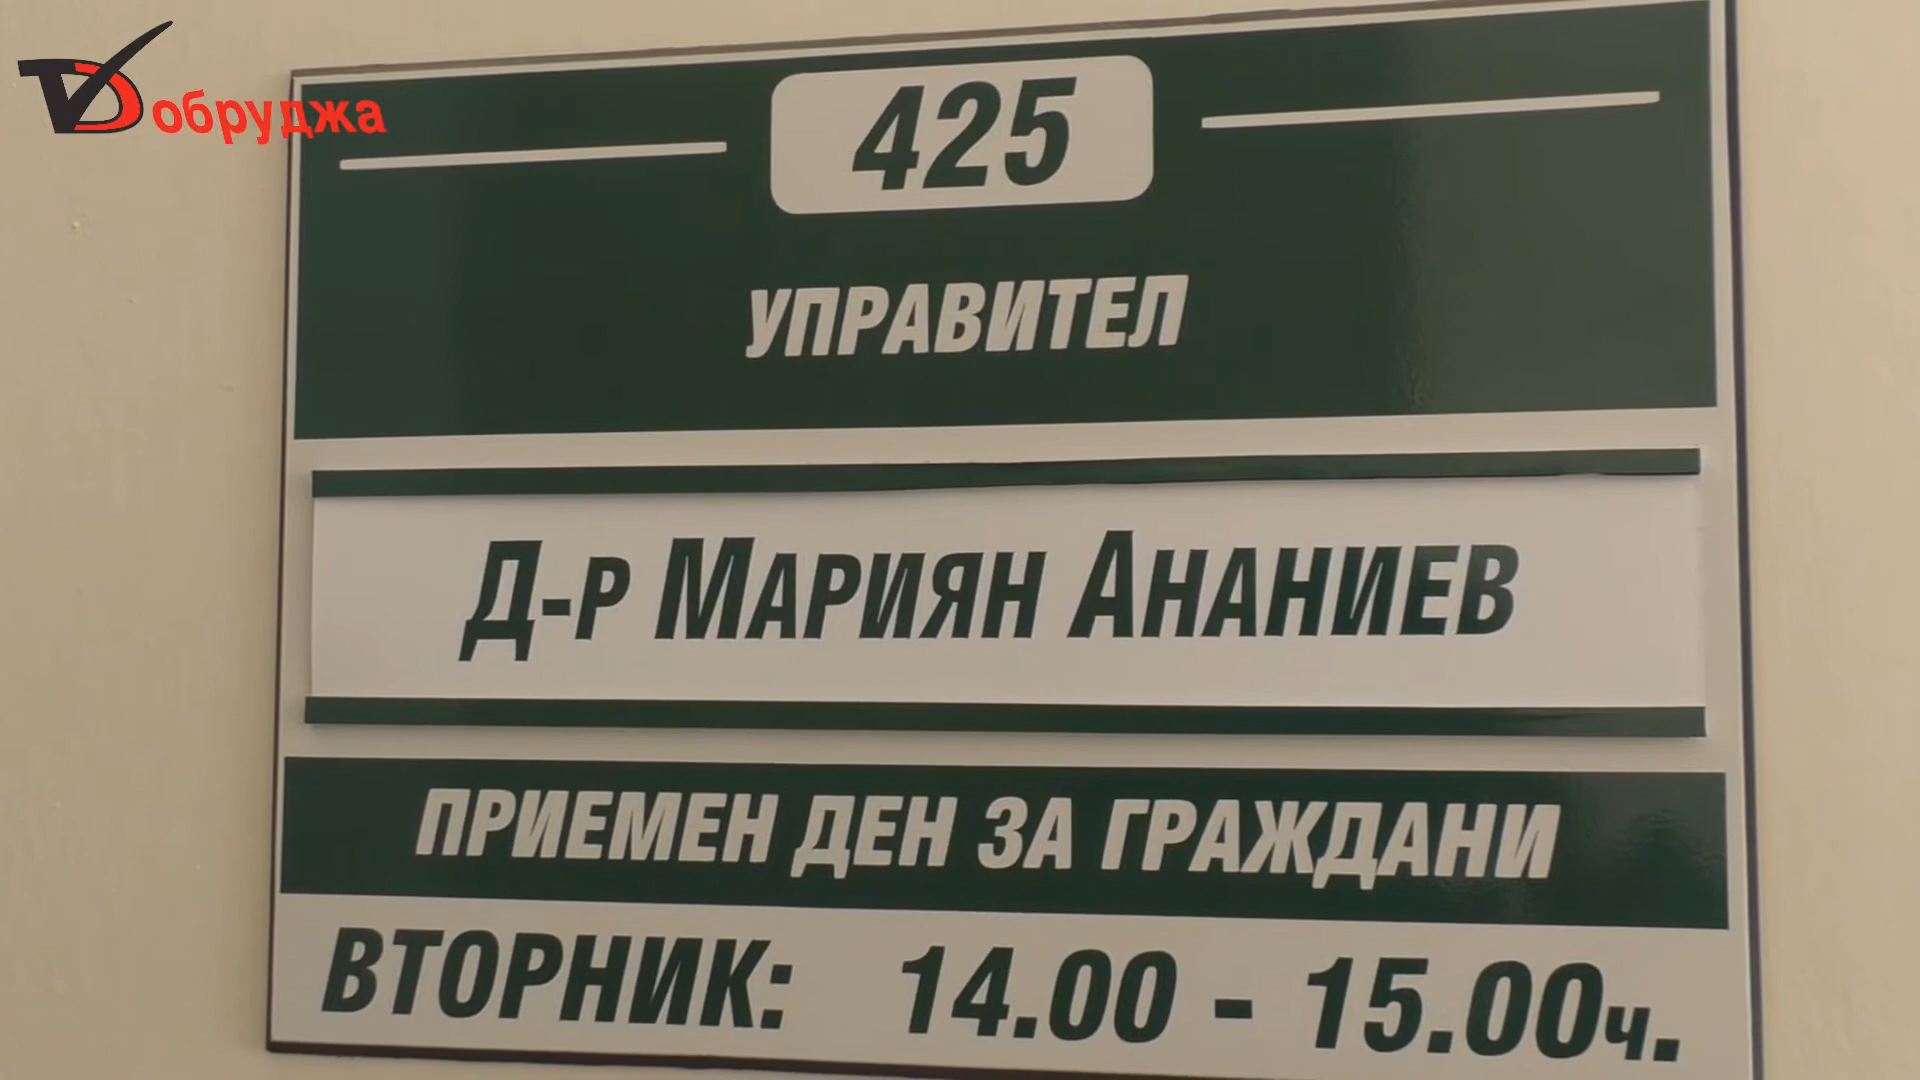 Добруджа
425
УПРАВИТЕЛ
Д-Р МАРИЯН АНАНИЕВ
ПРИЕМЕН ДЕН ЗА ГРАЖДАНИ
ВТОРНИК: 14.00 - 15.00ч.